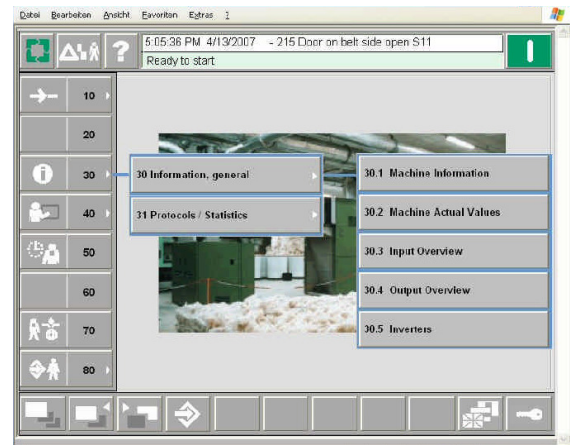 Datei Bearbeiten Ansicht Favoriten Extras ?
?
5:05:36 PM 4/13/2007 - 215 Door on belt side open S11
Ready to start
10
20
30
30 Information, general
30.1 Machine Information
31 Protocols / Statistics
30.2 Machine Actual Values
40
30.3 Input Overview
50
30.4 Output Overview
60
30.5 Inverters
70
80